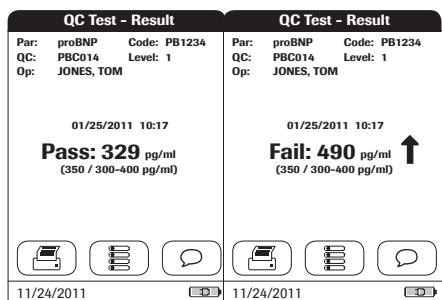 QC Test - Result
Par: proBNP Code: PB1234
QC: PBC014 Level: 1
Op: JONES, TOM
01/25/2011 10:17
Pass: 329 pg/ml
(350 / 300-400 pg/ml)
11/24/2011
QC Test - Result
Par: proBNP Code: PB1234
QC: PBC014 Level: 1
Op: JONES, TOM
01/25/2011 10:17
Fail: 490 pg/ml
(350 / 300-400 pg/ml)
11/24/2011